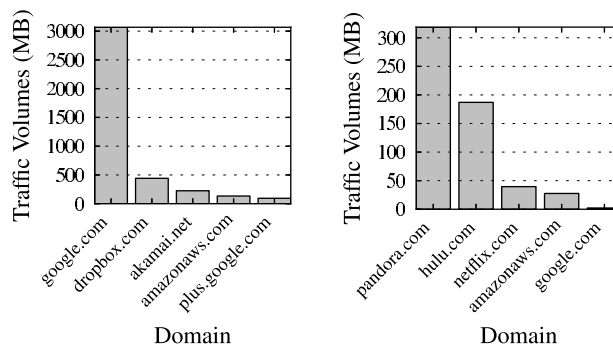 Traffic Volumes (MB)
3000
2500
2000
1500
1000
500
0
google.com
dropbox.com
akamai.net
amazonaws.com
plus.google.com
Domain
Traffic Volumes (MB)
300
250
200
150
100
50
0
pandora.com
hulu.com
netflix.com
amazonaws.com
google.com
Domain